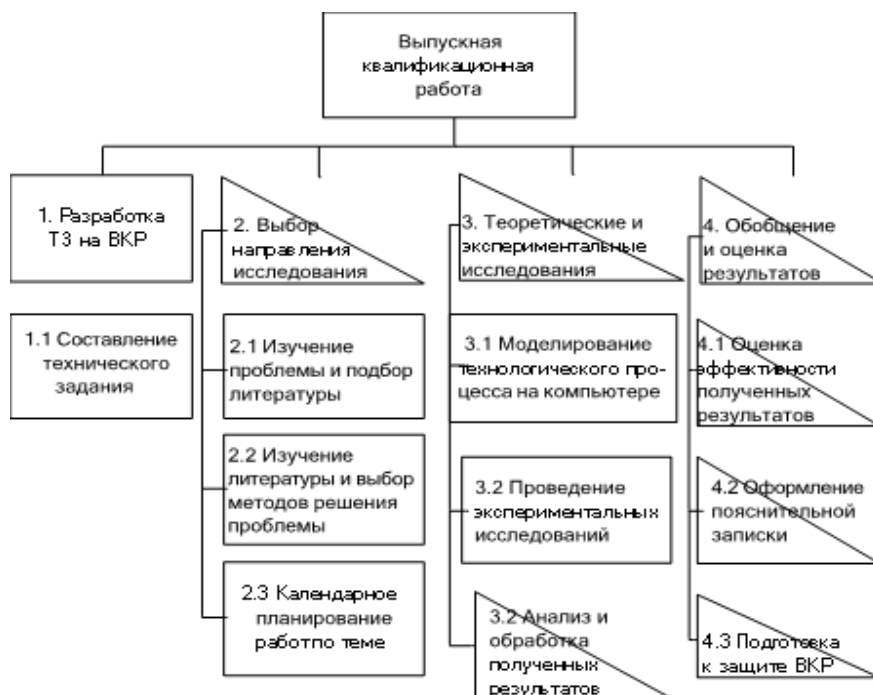 Выпускная
квалификационная
работа
1. Разработка
ТЗ на ВКР
2. Выбор
направления
исследования
3. Теоретические и
экспериментальные
исследования
4. Обобщение
и оценка
результатов
1.1 Составление
технического
задания
2.1 Изучение
проблемы и подбор
литературы
2.2 Изучение
литературы и выбор
методов решения
проблемы
2.3 Календарное
планирование
работпо теме
3.1 Моделирование
технологического про-
цесса на компьютере
3.2 Проведение
экспериментальных
исследований
3.2 Анализ и
обработка
полученных
результатов
4.1 Оценка
эффективности
полученных
результатов
4.2 Оформление
пояснительной
записки
4.3 Подготовка
к защите ВКР